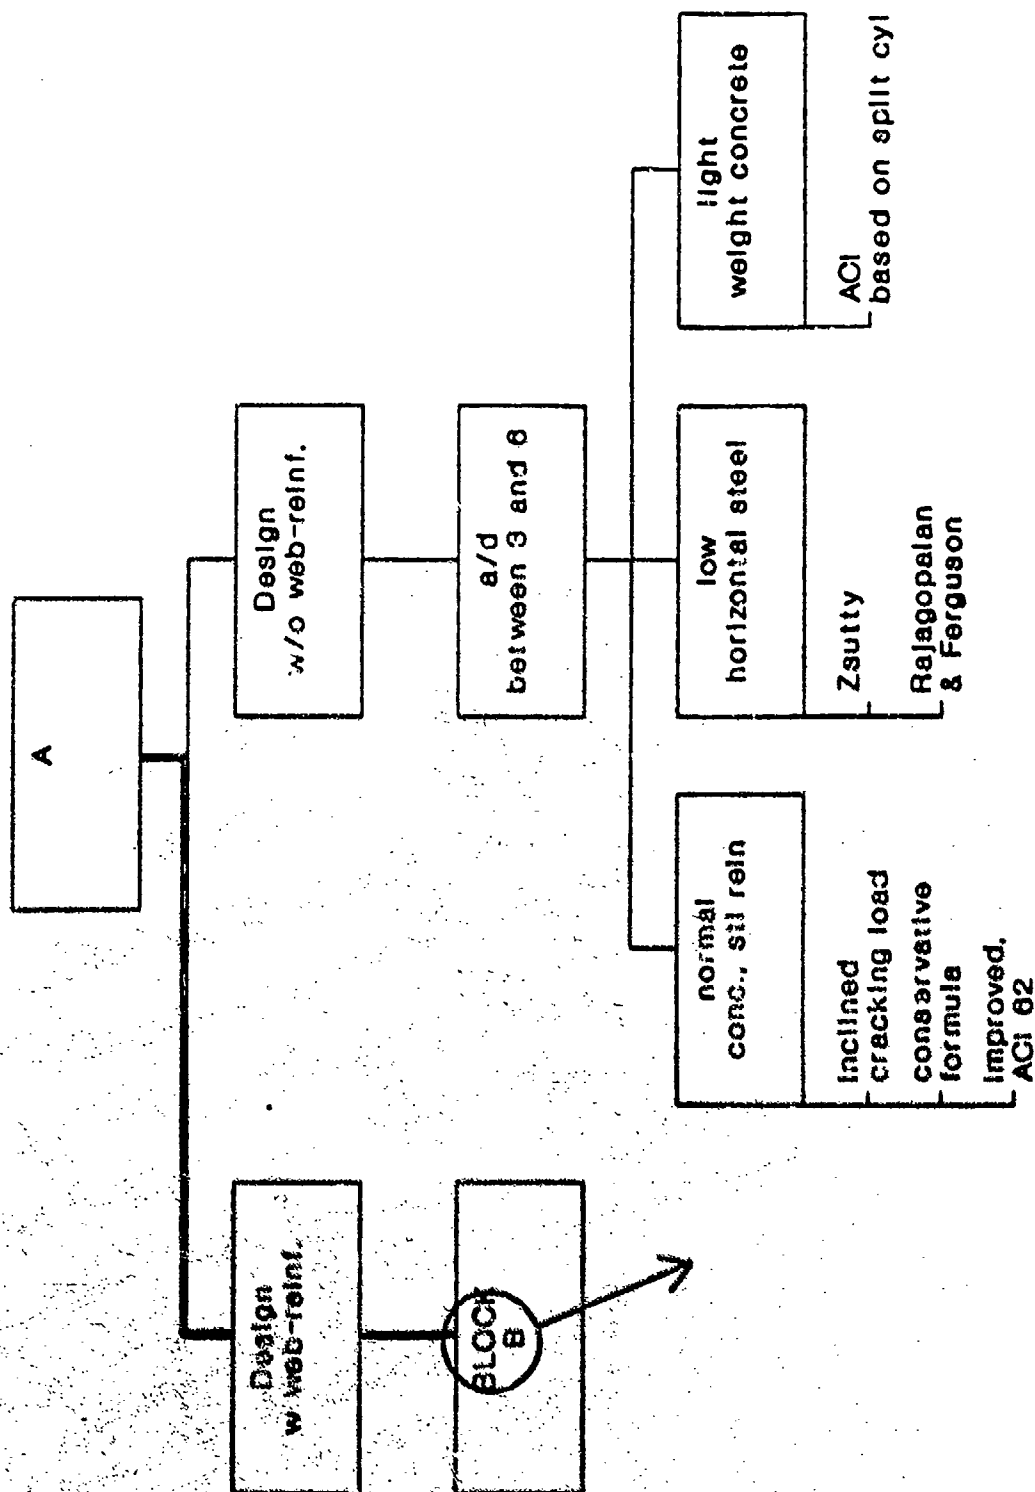 A
Design
w web-reinf.
Design
w/o web-reinf.
BLOCK
B
a/d
between 3 and 6
normal
conc., stl rein
Inclined
cracking load
conservative
formula
Improved,
ACI 62
low
horizontal steel
Zsutty
Rajagopalan
& Ferguson
light
weight concrete
ACI
based on split cyl